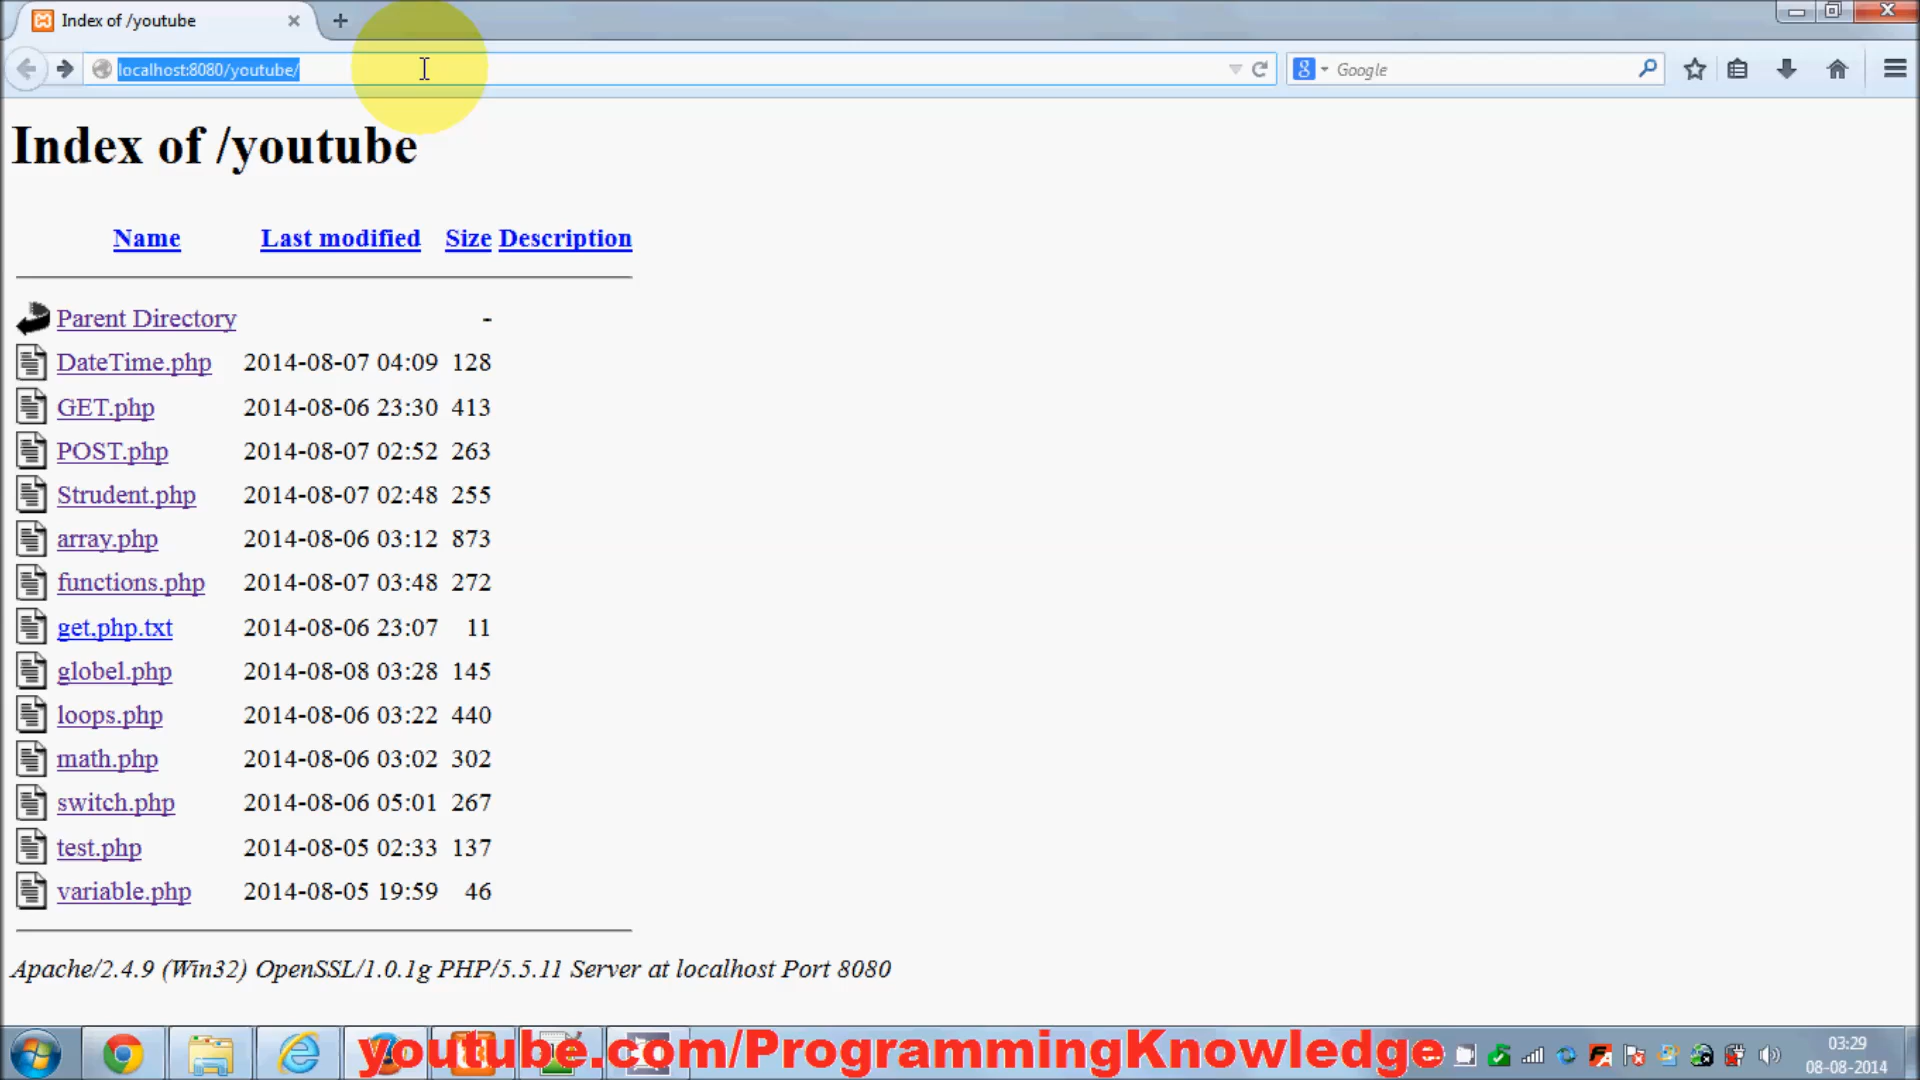 Index of /youtube
localhost:8080/youtube/
Google
Index of /youtube
Name Last modified Size Description
Parent Directory -
DateTime.php 2014-08-07 04:09 128
GET.php 2014-08-06 23:30 413
POST.php 2014-08-07 02:52 263
Strudent.php 2014-08-07 02:48 255
array.php 2014-08-06 03:12 873
functions.php 2014-08-07 03:48 272
get.php.txt 2014-08-06 23:07 11
globel.php 2014-08-08 03:28 145
loops.php 2014-08-06 03:22 440
math.php 2014-08-06 03:02 302
switch.php 2014-08-06 05:01 267
test.php 2014-08-05 02:33 137
variable.php 2014-08-05 19:59 46
Apache/2.4.9 (Win32) OpenSSL/1.0.1g PHP/5.5.11 Server at localhost Port 8080
youtube.com/ProgrammingKnowledge
03:29
08-08-2014